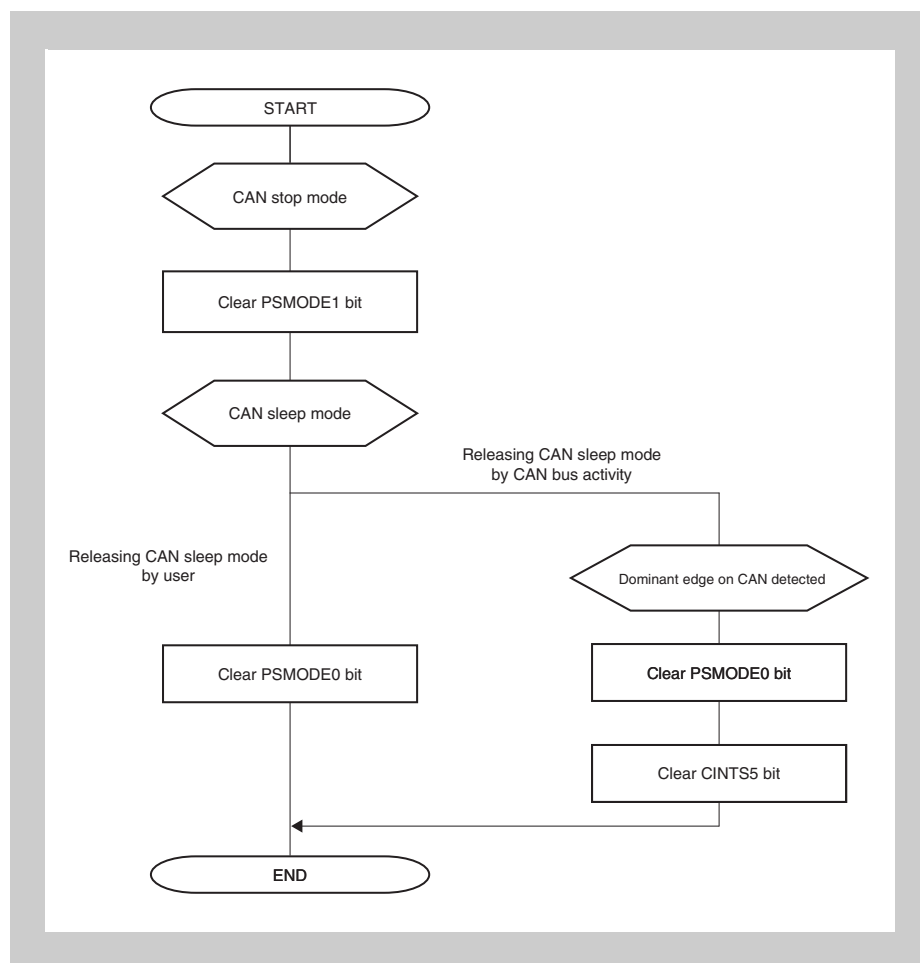 START
CAN stop mode
Clear PSMODE1 bit
CAN sleep mode
Releasing CAN sleep mode
by CAN bus activity
Releasing CAN sleep mode
by user
Dominant edge on CAN detected
Clear PSMODE0 bit
Clear PSMODE0 bit
Clear CINTS5 bit
END